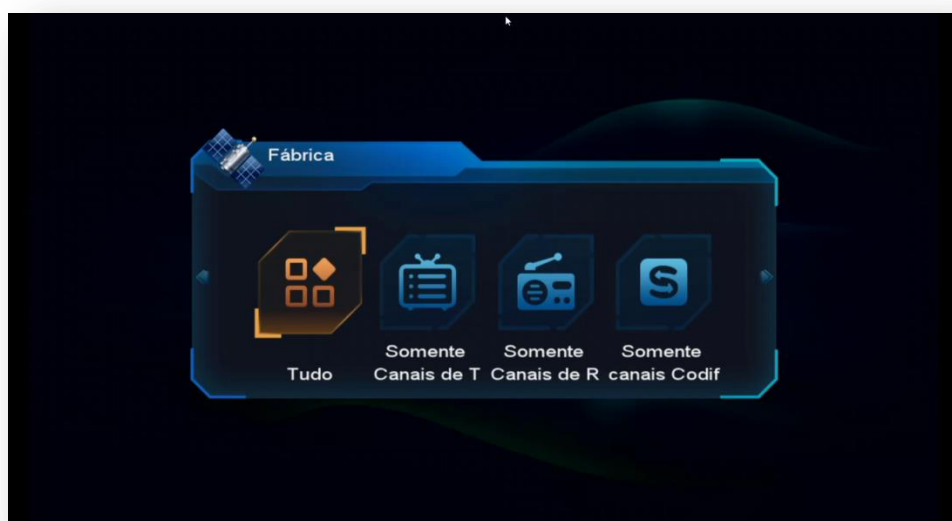 Fábrica
Tudo
Somente
Canais de T
Somente
Canais de R
Somente
canais Codif